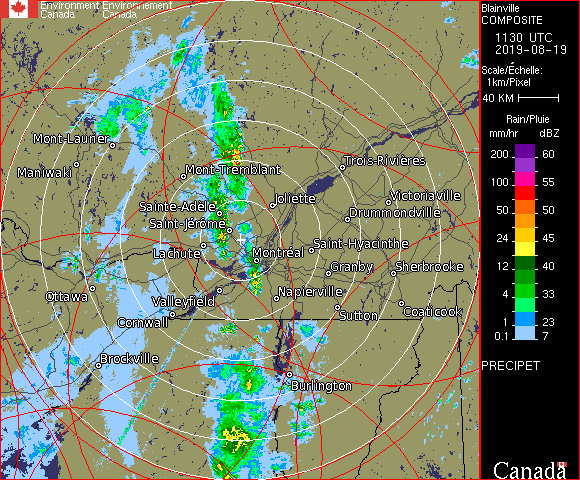 Environment Environnement
Canada Canada
Blainville
COMPOSITE
1130 UTC
2019-08-19
Scale/Échelle:
1km/Pixel
40 KM
Rain/Pluie
mm/hr dBZ
200 60
100 55
50 50
24 45
12 40
4 33
1 23
0.1 7
PRECIPET
Canada
Mont-Laurier
Maniwaki
Mont-Tremblant
Trois-Rivières
Sainte-Adèle
Joliette
Victoriaville
Drummondville
Saint-Jérôme
Lachute
Montréal
Saint-Hyacinthe
Granby
Sherbrooke
Ottawa
Valleyfield
Napierville
Sutton
Coaticook
Cornwall
Brockville
Burlington